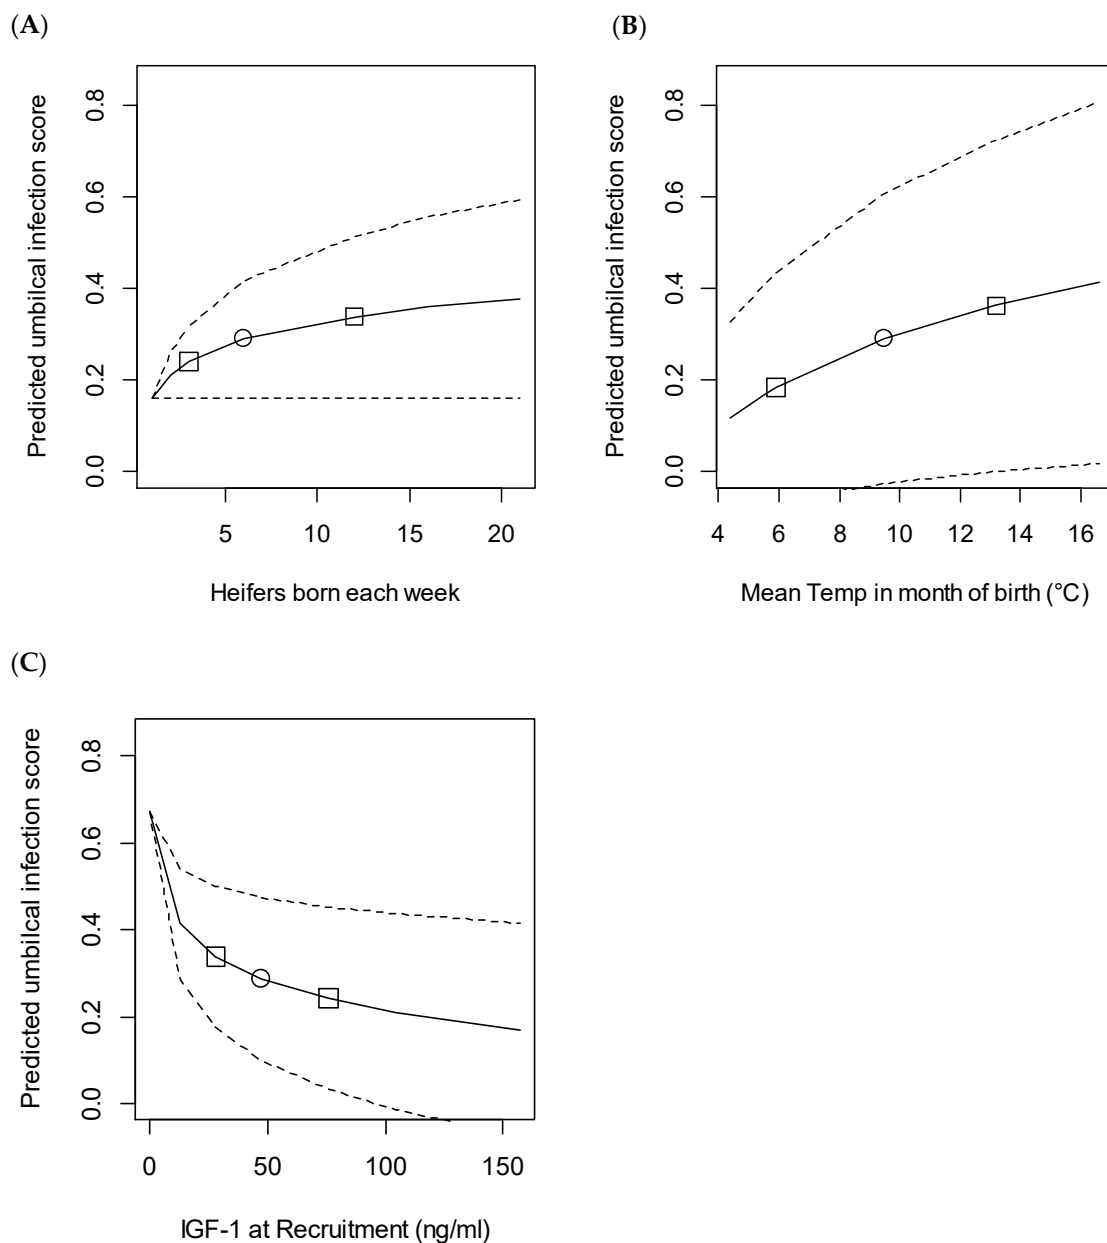 (A)
Predicted umbilcal infection score
0.8
0.6
0.4
0.2
0.0
5 10 15 20
Heifers born each week
(B)
Predicted umbilcal infection score
0.8
0.6
0.4
0.2
0.0
4 6 8 10 12 14 16
Mean Temp in month of birth (°C)
(C)
Predicted umbilcal infection score
0.8
0.6
0.4
0.2
0.0
0 50 100 150
IGF-1 at Recruitment (ng/ml)